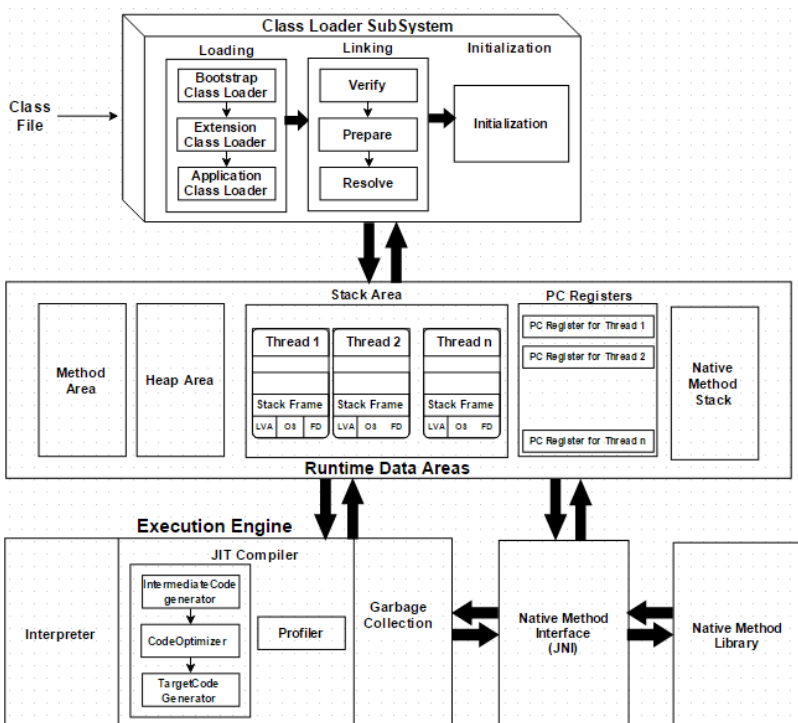 Class Loader SubSystem
Loading
Linking
Initialization
Class
File
Bootstrap
Class Loader
Extension
Class Loader
Application
Class Loader
Verify
Prepare
Resolve
Initialization
Stack Area
PC Registers
Method
Area
Heap Area
Thread 1
Stack Frame
LVA OS FD
Thread 2
Stack Frame
LVA OS FD
Thread n
Stack Frame
LVA OS FD
PC Register for Thread 1
PC Register for Thread 2
PC Register for Thread n
Native
Method
Stack
Runtime Data Areas
Execution Engine
Interpreter
JIT Compiler
IntermediateCode
generator
CodeOptimizer
TargetCode
Generator
Profiler
Garbage
Collection
Native Method
Interface
(JNI)
Native Method
Library